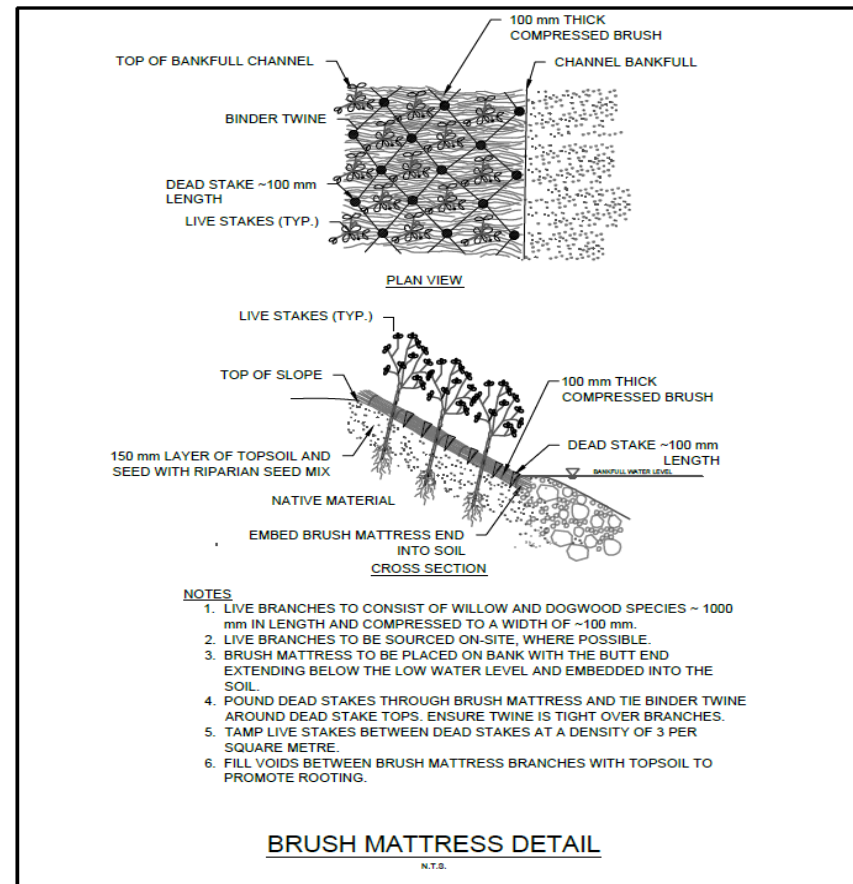 100 mm THICK
COMPRESSED BRUSH
TOP OF BANKFULL CHANNEL
CHANNEL BANKFULL
BINDER TWINE
DEAD STAKE ~100 mm
LENGTH
LIVE STAKES (TYP.)
PLAN VIEW
LIVE STAKES (TYP.)
TOP OF SLOPE
100 mm THICK
COMPRESSED BRUSH
150 mm LAYER OF TOPSOIL AND
SEED WITH RIPARIAN SEED MIX
DEAD STAKE ~100 mm
LENGTH
BANKFULL WATER LEVEL
NATIVE MATERIAL
EMBED BRUSH MATTRESS END
INTO SOIL
CROSS SECTION
NOTES
1. LIVE BRANCHES TO CONSIST OF WILLOW AND DOGWOOD SPECIES ~ 1000
mm IN LENGTH AND COMPRESSED TO A WIDTH OF ~100 mm.
2. LIVE BRANCHES TO BE SOURCED ON-SITE, WHERE POSSIBLE.
3. BRUSH MATTRESS TO BE PLACED ON BANK WITH THE BUTT END
EXTENDING BELOW THE LOW WATER LEVEL AND EMBEDDED INTO THE
SOIL.
4. POUND DEAD STAKES THROUGH BRUSH MATTRESS AND TIE BINDER TWINE
AROUND DEAD STAKE TOPS. ENSURE TWINE IS TIGHT OVER BRANCHES.
5. TAMP LIVE STAKES BETWEEN DEAD STAKES AT A DENSITY OF 3 PER
SQUARE METRE.
6. FILL VOIDS BETWEEN BRUSH MATTRESS BRANCHES WITH TOPSOIL TO
PROMOTE ROOTING.
BRUSH MATTRESS DETAIL
N.T.S.